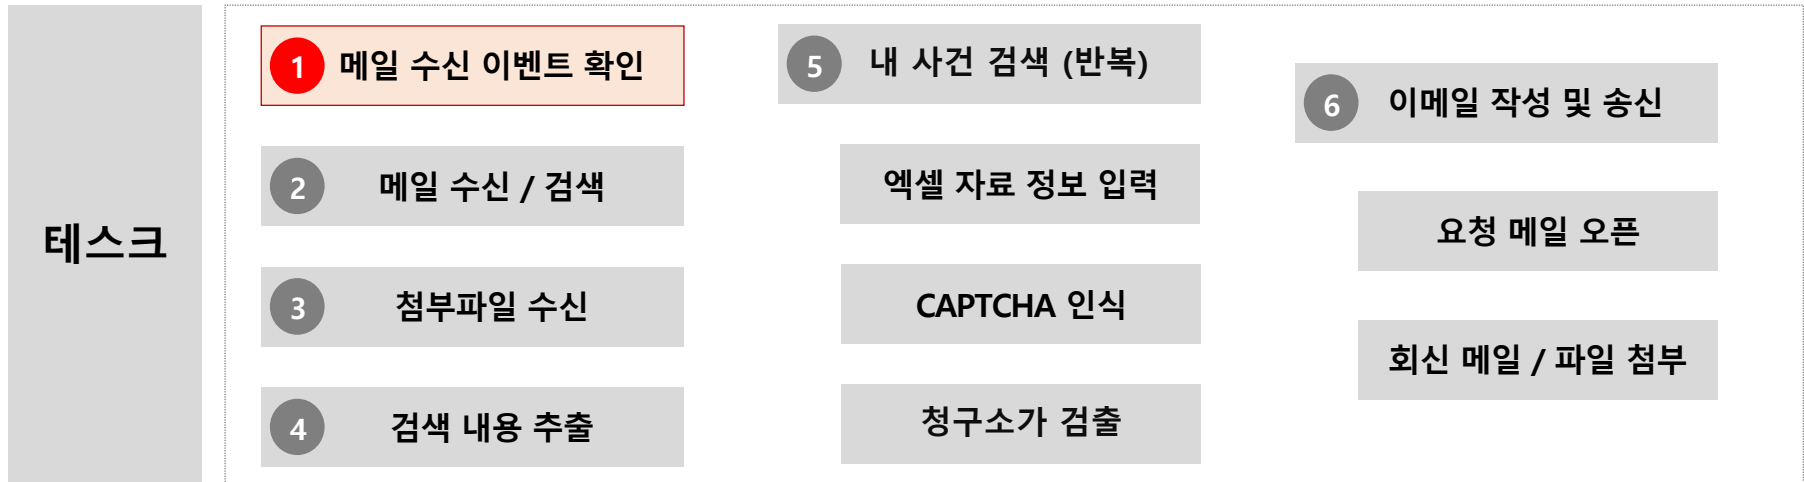 테스크
1 메일 수신 이벤트 확인
2 메일 수신 / 검색
3 첨부파일 수신
4 검색 내용 추출
5 내 사건 검색 (반복)
엑셀 자료 정보 입력
CAPTCHA 인식
청구소가 검출
6 이메일 작성 및 송신
요청 메일 오픈
회신 메일 / 파일 첨부